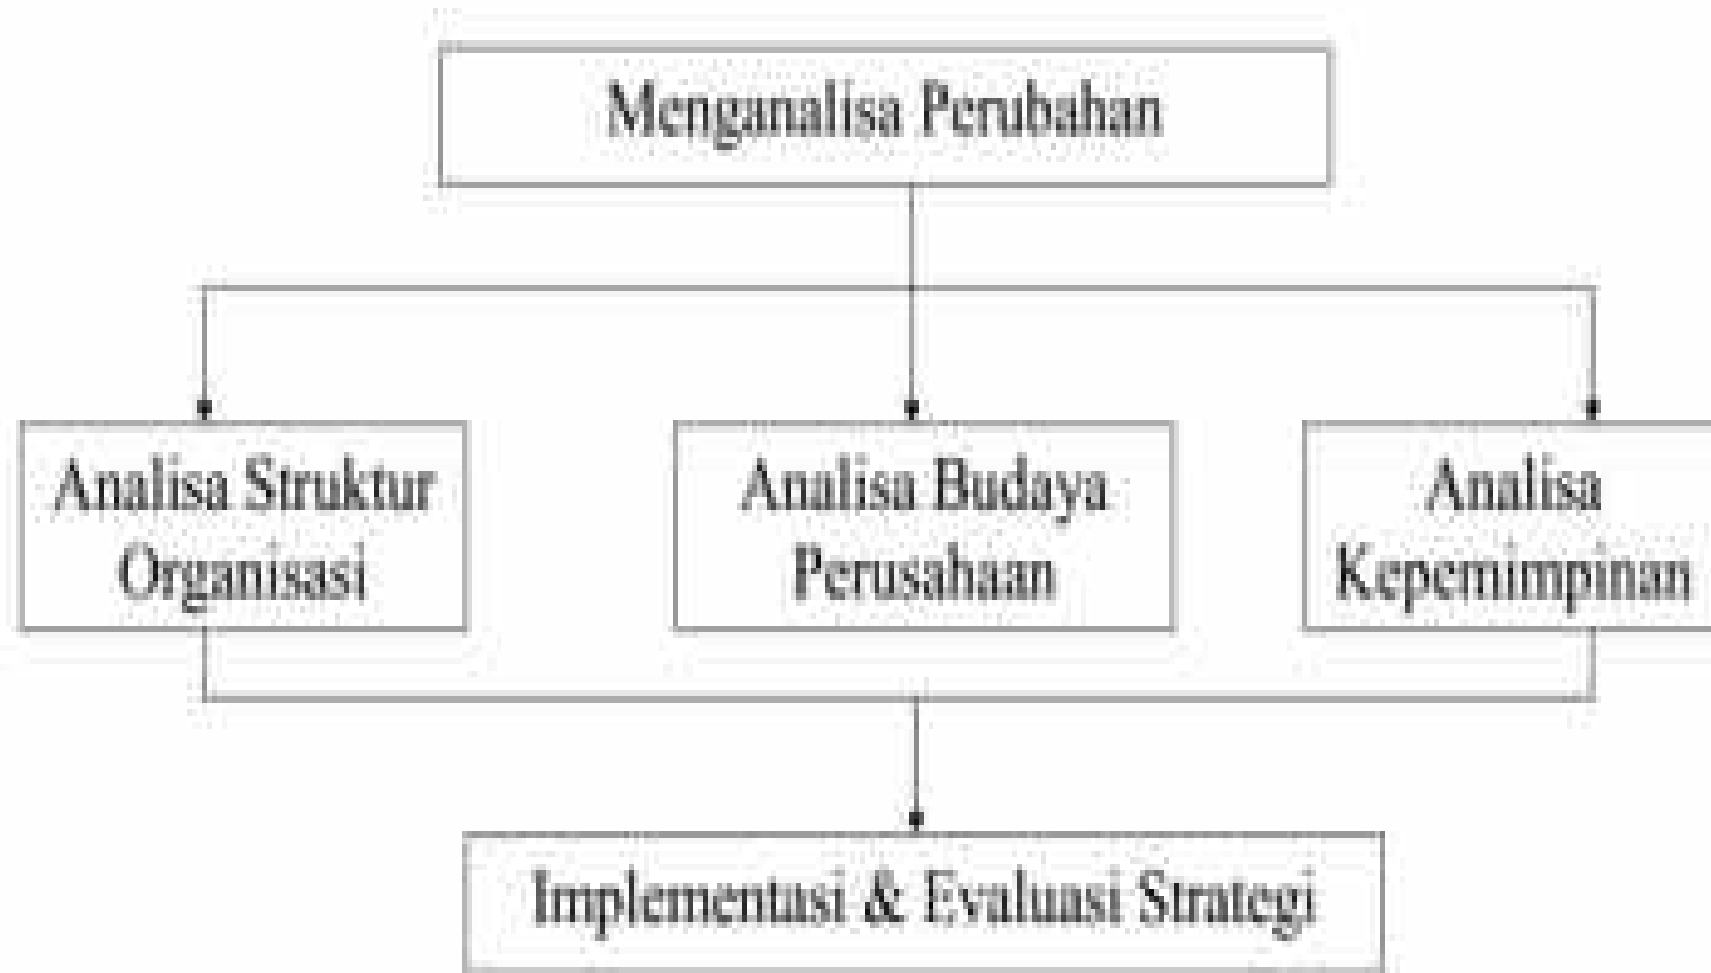 Menganalisa Perubahan
Analisa Struktur
Organisasi
Analisa Budaya
Perusahaan
Analisa
Kepemimpinan
Implementasi & Evaluasi Strategi